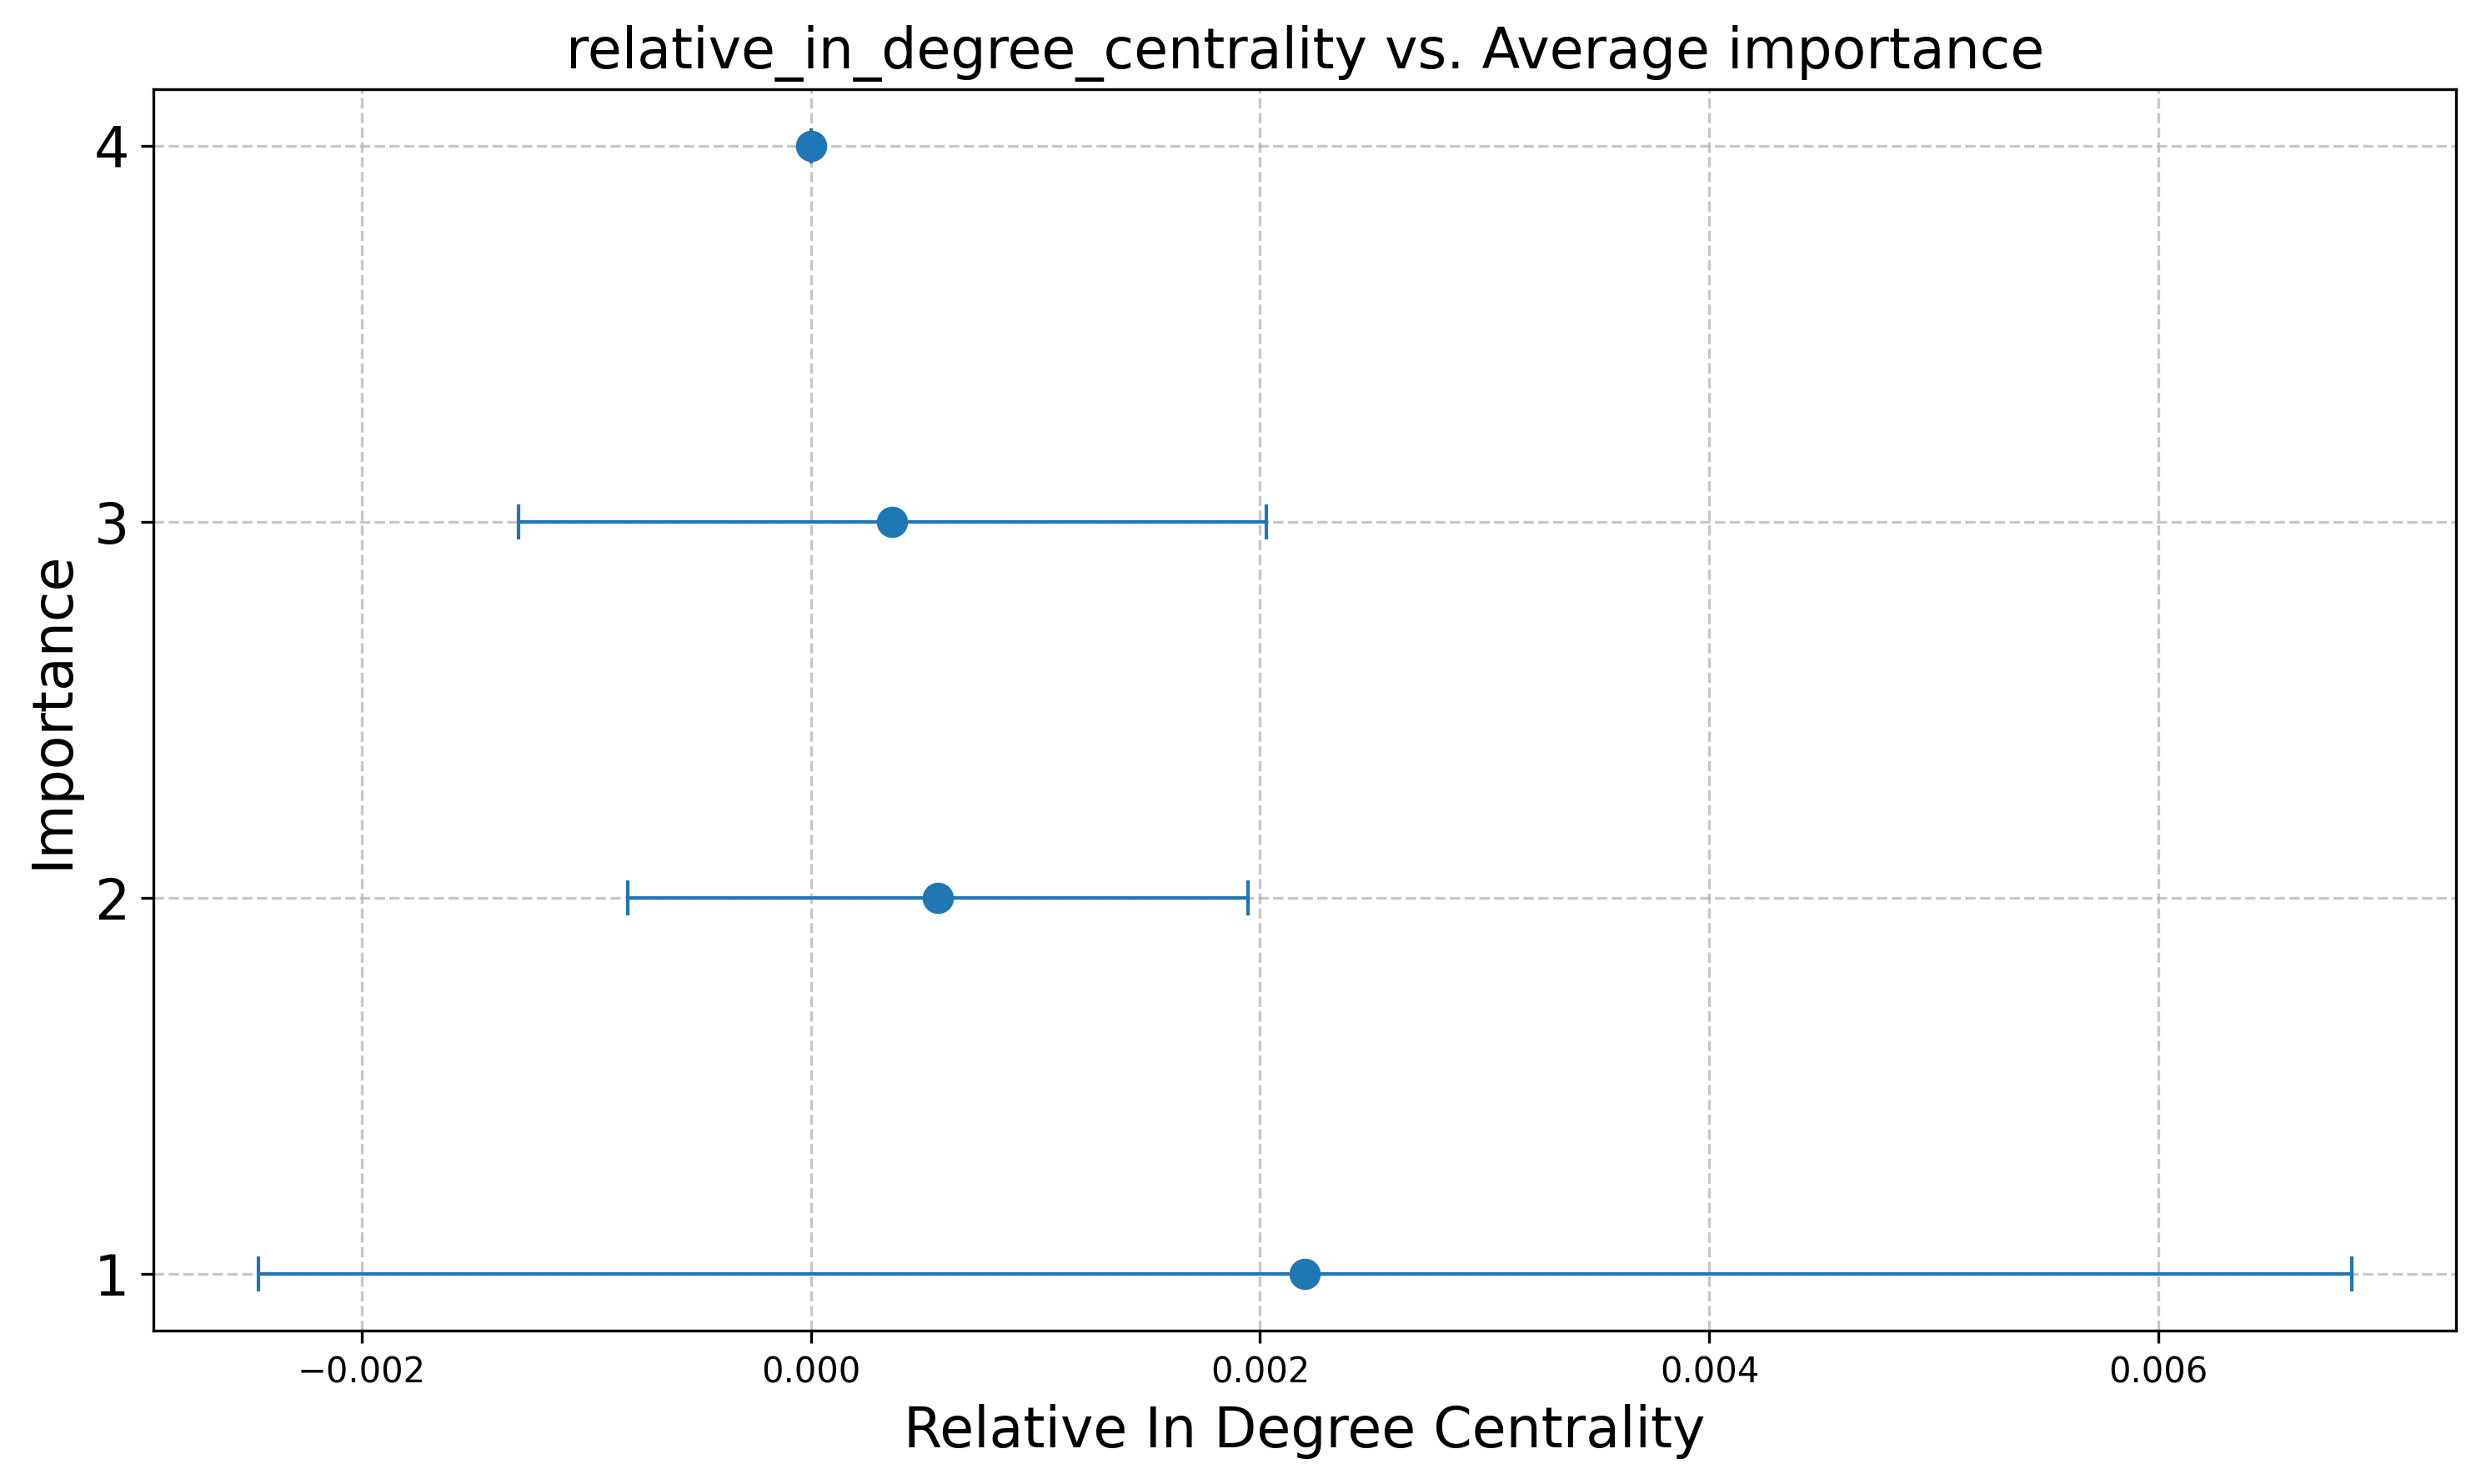 relative_in_degree_centrality vs. Average importance
4
3
2
1
Importance
−0.002 0.000 0.002 0.004 0.006
Relative In Degree Centrality